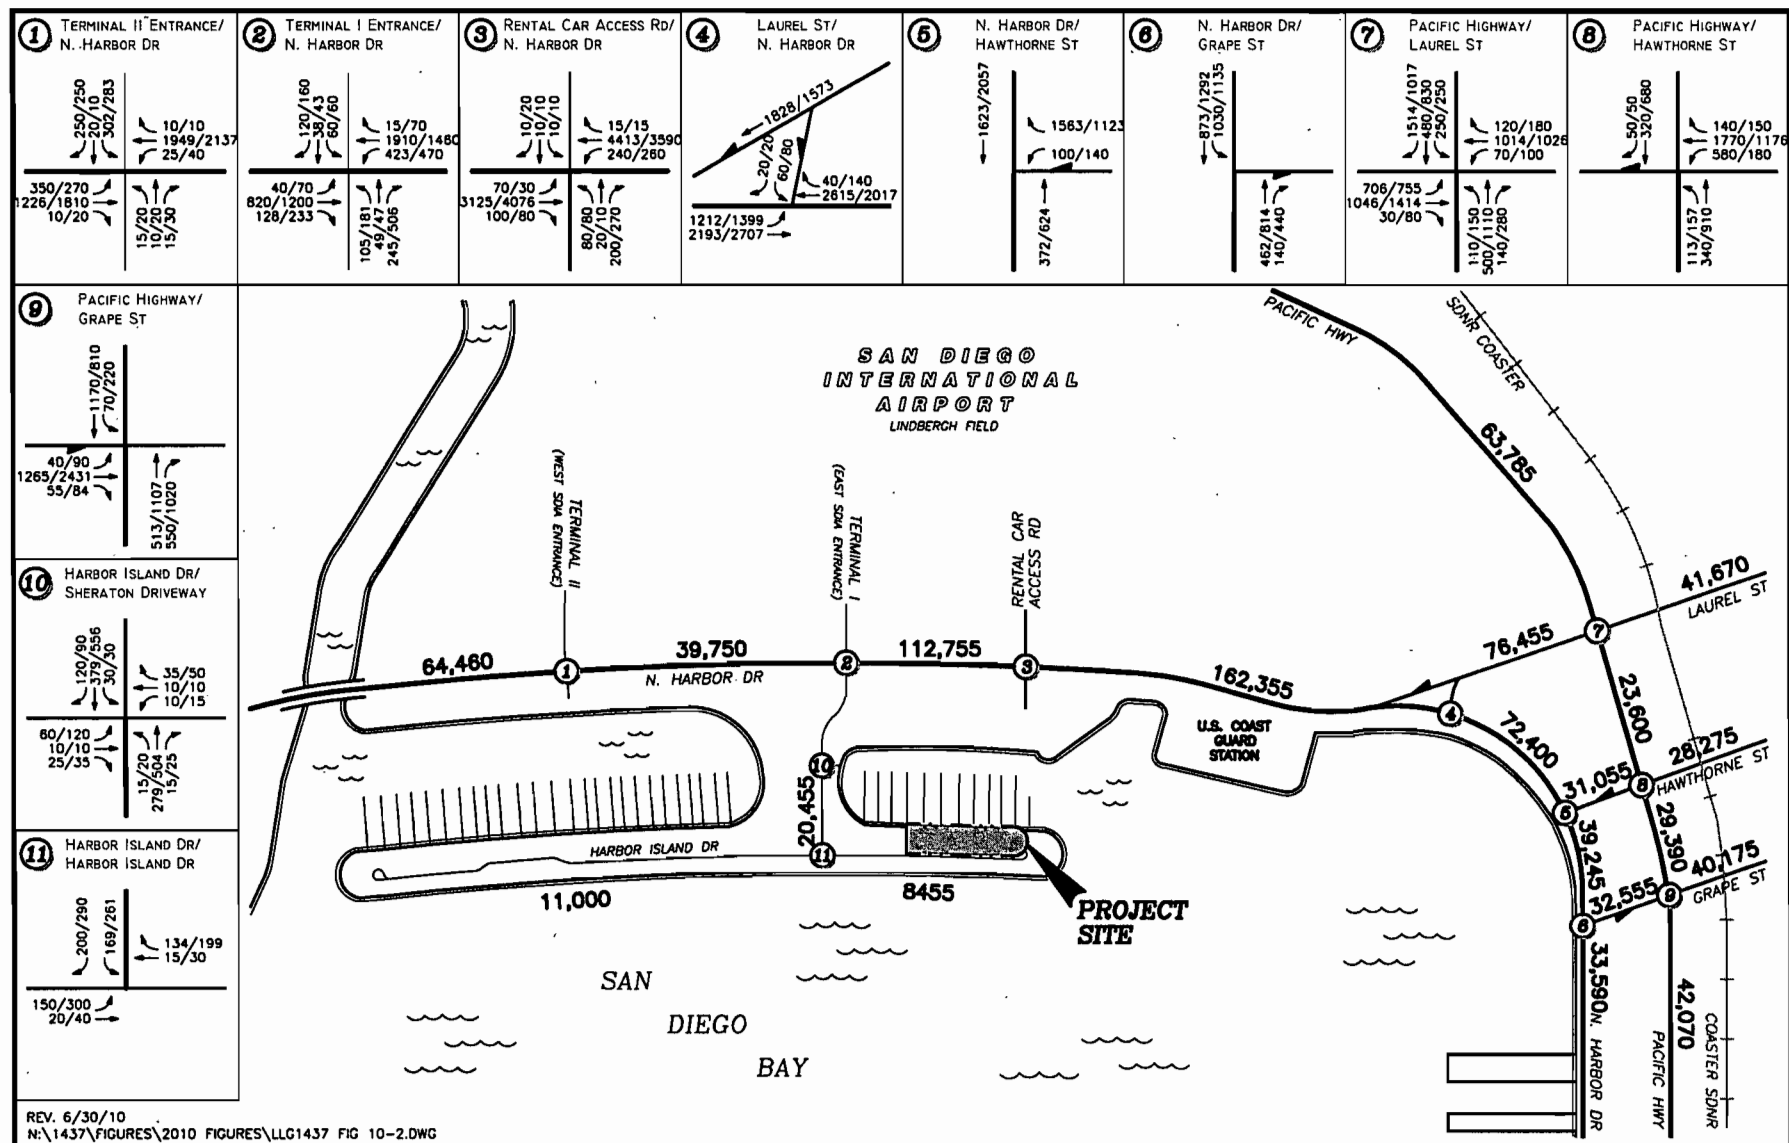 1
TERMINAL II ENTRANCE/
N. HARBOR DR
250/250
20/10
302/283
10/10
1949/2137
25/40
350/270
1226/1810
10/20
15/20
10/20
15/30
2
TERMINAL I ENTRANCE/
N. HARBOR DR
120/160
38/43
60/60
15/70
1910/1460
423/470
40/70
820/1200
128/233
105/181
49/47
245/506
3
RENTAL CAR ACCESS RD/
N. HARBOR DR
10/20
10/10
10/10
15/15
4413/3590
240/260
70/30
3125/4076
100/80
80/80
20/10
200/270
4
LAUREL ST/
N. HARBOR DR
1828/1573
20/20
60/80
40/140
2615/2017
1212/1399
2193/2707
5
N. HARBOR DR/
HAWTHORNE ST
1623/2057
1563/1123
100/140
372/624
6
N. HARBOR DR/
GRAPE ST
873/1292
1030/1135
462/814
140/440
7
PACIFIC HIGHWAY/
LAUREL ST
1514/1017
480/830
250/250
120/180
1014/1026
70/100
706/755
1046/1414
30/80
110/150
500/1110
140/280
8
PACIFIC HIGHWAY/
HAWTHORNE ST
50/50
320/680
140/150
1770/1176
580/180
113/157
340/910
9
PACIFIC HIGHWAY/
GRAPE ST
1170/810
70/220
40/90
1265/2431
55/84
513/1107
550/1020
10
HARBOR ISLAND DR/
SHERATON DRIVEWAY
120/90
379/556
30/30
35/50
10/10
10/15
60/120
10/10
25/35
15/20
279/504
15/25
11
HARBOR ISLAND DR/
HARBOR ISLAND DR
200/290
169/261
134/199
15/30
150/300
20/40
SAN DIEGO
INTERNATIONAL
AIRPORT
LINDBERGH FIELD
PACIFIC HWY
SDNR COASTER
63,785
TERMINAL II
(WEST SDIA ENTRANCE)
TERMINAL I
(EAST SDIA ENTRANCE)
RENTAL CAR
ACCESS RD
41,670
LAUREL ST
7
76,455
64,460
1
39,750
N. HARBOR DR
2
112,755
3
162,355
4
72,400
23,600
U.S. COAST
GUARD
STATION
28,275
HAWTHORNE ST
8
31,055
5
10
20,455
11
HARBOR ISLAND DR
11,000
8455
39,245
29,390
40,175
GRAPE ST
9
32,555
6
PROJECT
SITE
33,590
N. HARBOR DR
42,070
PACIFIC HWY
COASTER SDNR
SAN
DIEGO
BAY
REV. 6/30/10
N:\1437\FIGURES\2010 FIGURES\LLG1437 FIG 10-2.DWG